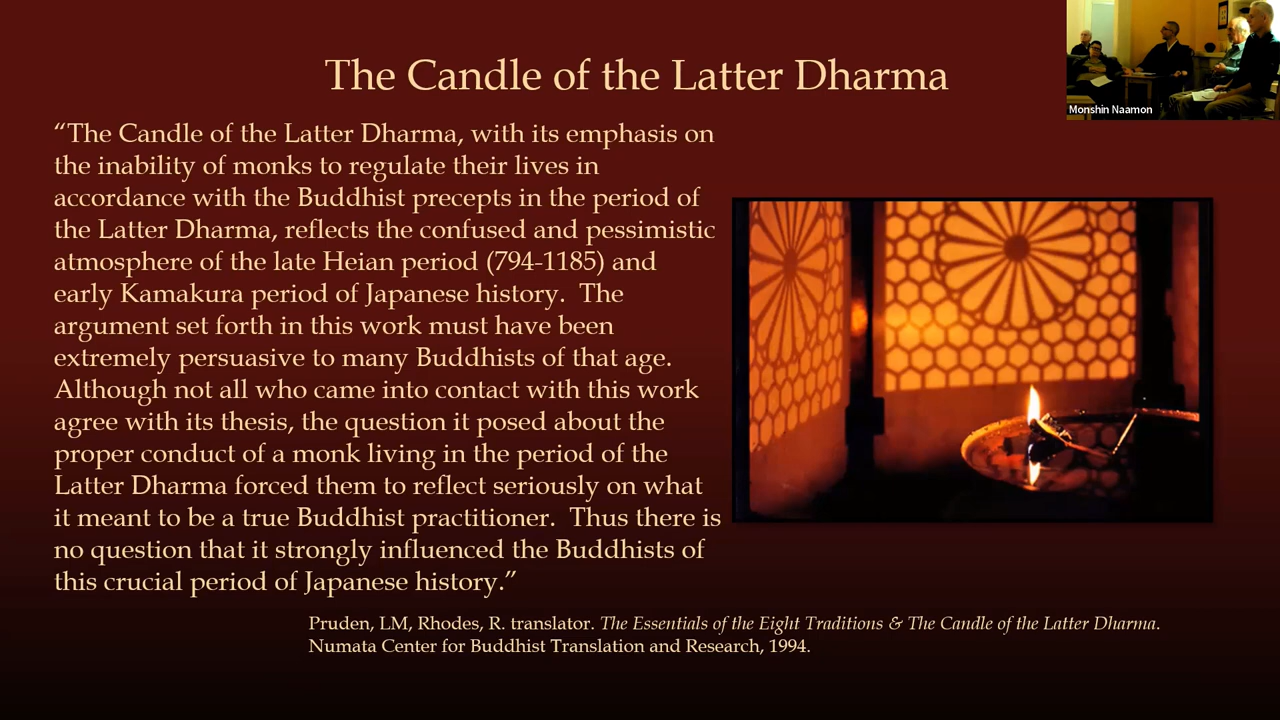 The Candle of the Latter Dharma
Monshin Naamon
“The Candle of the Latter Dharma, with its emphasis on
the inability of monks to regulate their lives in
accordance with the Buddhist precepts in the period of
the Latter Dharma, reflects the confused and pessimistic
atmosphere of the late Heian period (794-1185) and
early Kamakura period of Japanese history.  The
argument set forth in this work must have been
extremely persuasive to many Buddhists of that age.
Although not all who came into contact with this work
agree with its thesis, the question it posed about the
proper conduct of a monk living in the period of the
Latter Dharma forced them to reflect seriously on what
it meant to be a true Buddhist practitioner.  Thus there is
no question that it strongly influenced the Buddhists of
this crucial period of Japanese history.”
Pruden, LM, Rhodes, R. translator. The Essentials of the Eight Traditions & The Candle of the Latter Dharma.
Numata Center for Buddhist Translation and Research, 1994.